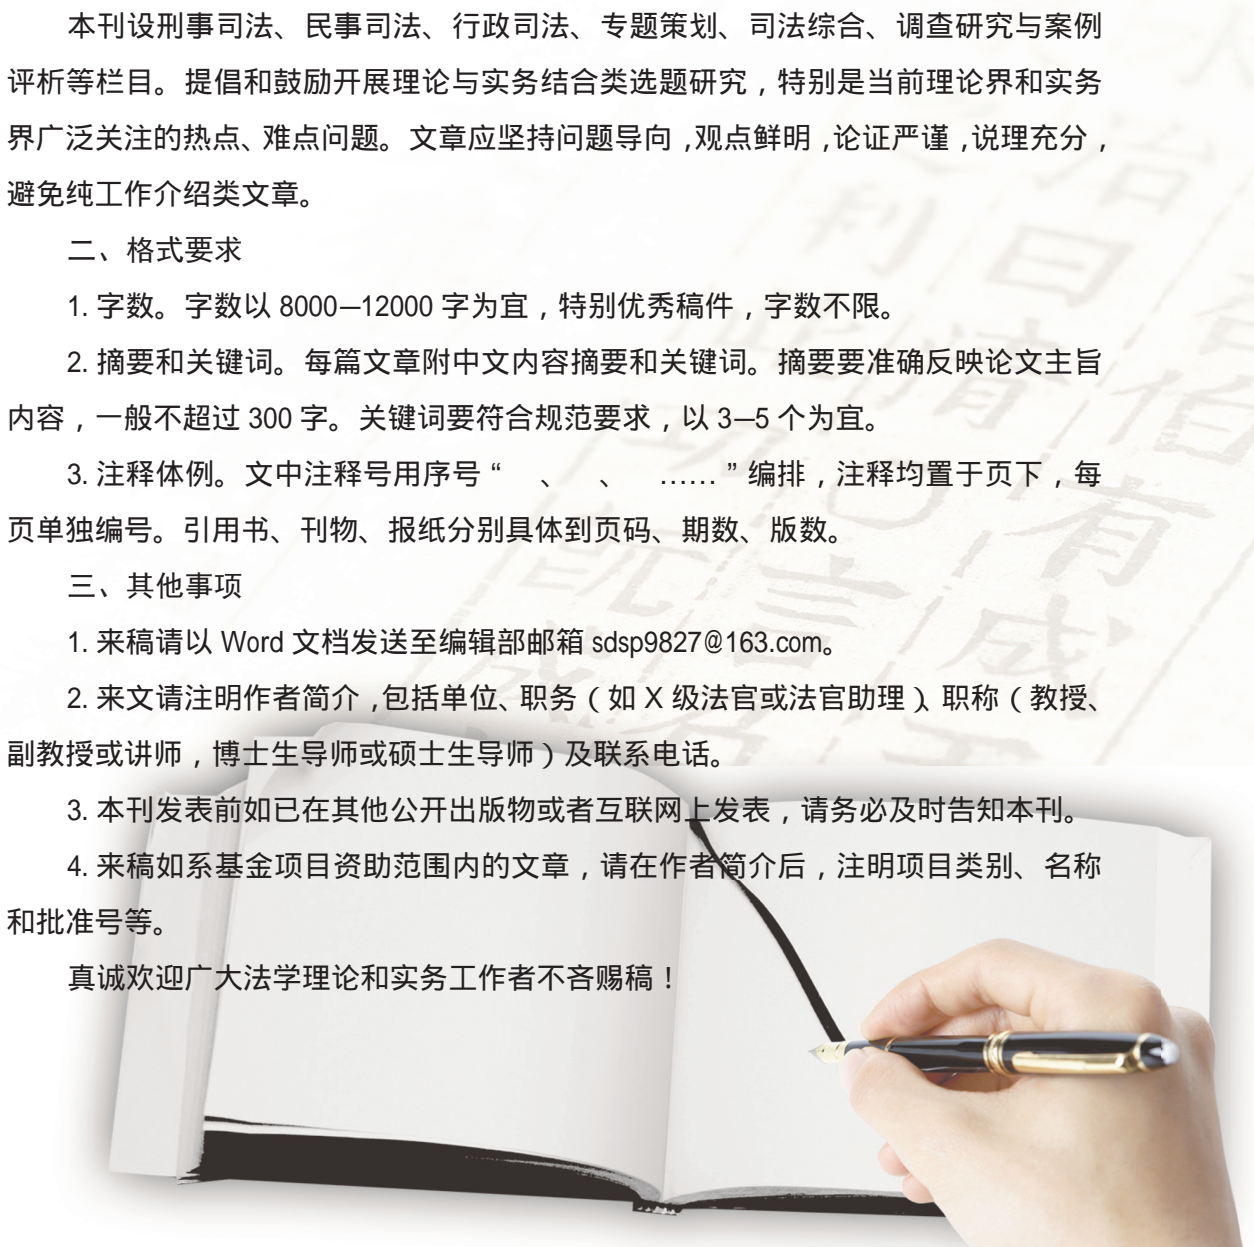 本刊设刑事司法、民事司法、行政司法、专题策划、司法综合、调查研究与案例
评析等栏目。提倡和鼓励开展理论与实务结合类选题研究，特别是当前理论界和实务
界广泛关注的热点、难点问题。文章应坚持问题导向，观点鲜明，论证严谨，说理充分，
避免纯工作介绍类文章。
二、格式要求
1. 字数。字数以 8000—12000 字为宜，特别优秀稿件，字数不限。
2. 摘要和关键词。每篇文章附中文内容摘要和关键词。摘要要准确反映论文主旨
内容，一般不超过 300 字。关键词要符合规范要求，以 3—5 个为宜。
3. 注释体例。文中注释号用序号“　、　、　……”编排，注释均置于页下，每
页单独编号。引用书、刊物、报纸分别具体到页码、期数、版数。
三、其他事项
1. 来稿请以 Word 文档发送至编辑部邮箱 sdsp9827@163.com。
2. 来文请注明作者简介，包括单位、职务（如 X 级法官或法官助理）、职称（教授、
副教授或讲师，博士生导师或硕士生导师）及联系电话。
3. 本刊发表前如已在其他公开出版物或者互联网上发表，请务必及时告知本刊。
4. 来稿如系基金项目资助范围内的文章，请在作者简介后，注明项目类别、名称
和批准号等。
真诚欢迎广大法学理论和实务工作者不吝赐稿！